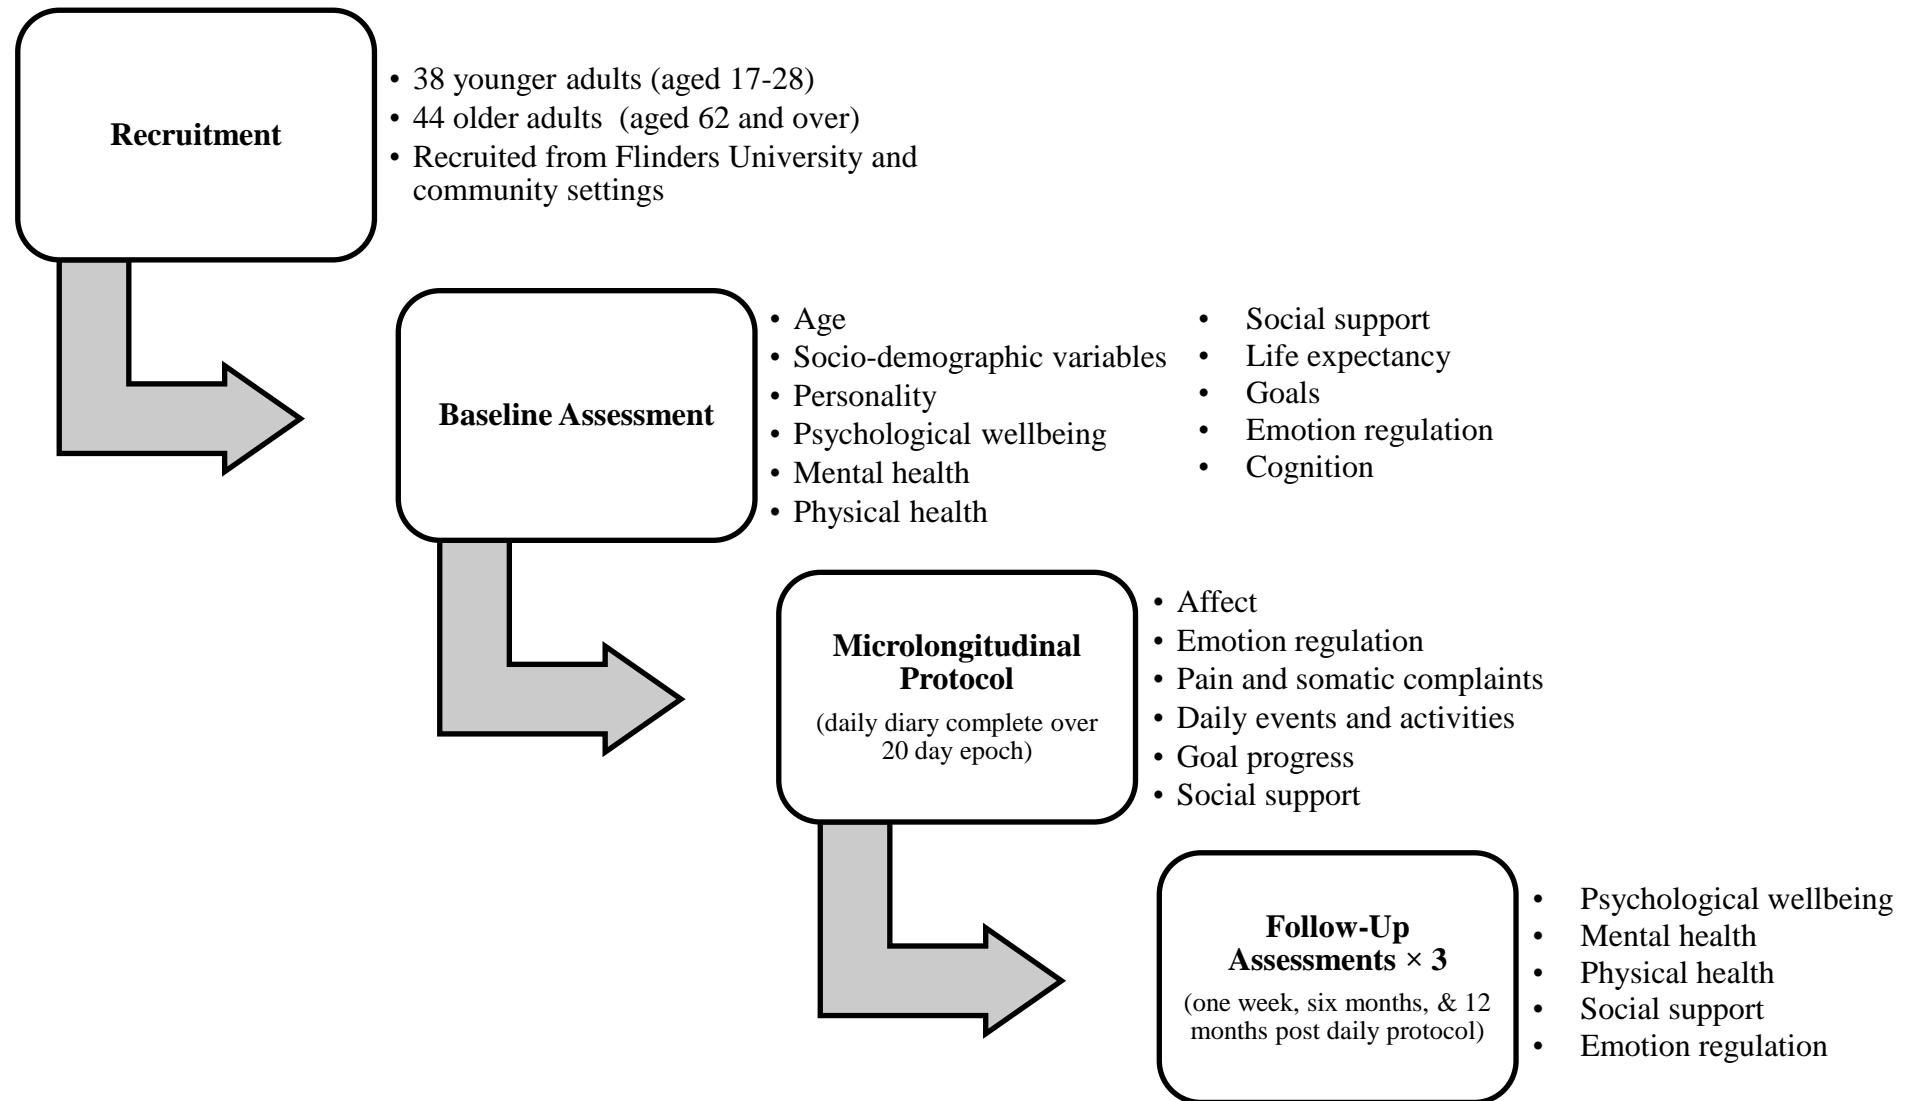 Recruitment
• 38 younger adults (aged 17-28)
• 44 older adults  (aged 62 and over)
• Recruited from Flinders University and
community settings
Baseline Assessment
• Age
• Socio-demographic variables
• Personality
• Psychological wellbeing
• Mental health
• Physical health
• Social support
• Life expectancy
• Goals
• Emotion regulation
• Cognition
Microlongitudinal
Protocol
(daily diary complete over
20 day epoch)
• Affect
• Emotion regulation
• Pain and somatic complaints
• Daily events and activities
• Goal progress
• Social support
Follow-Up
Assessments × 3
(one week, six months, & 12
months post daily protocol)
• Psychological wellbeing
• Mental health
• Physical health
• Social support
• Emotion regulation